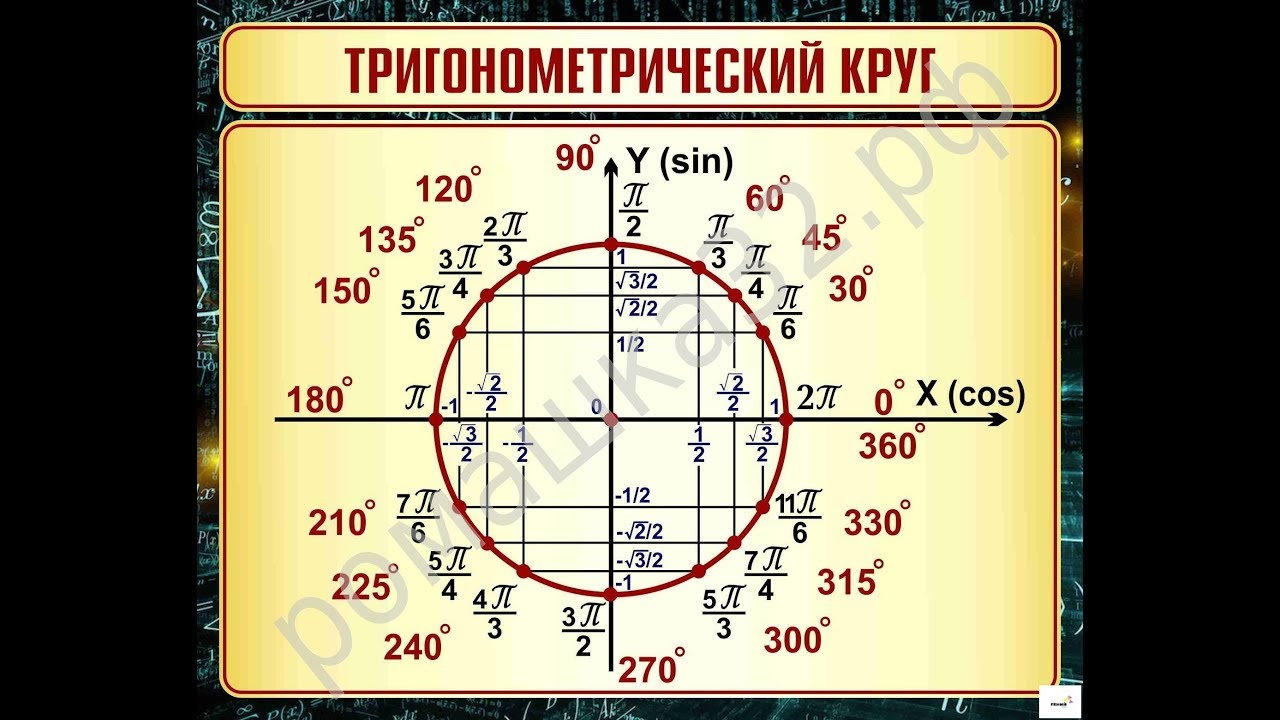 ТРИГОНОМЕТРИЧЕСКИЙ КРУГ
90° Y (sin)
120° 2π/3 π/2 π/3 60°
135° 3π/4 π/4 45°
150° 5π/6 π/6 30°
1
√3/2
√2/2
1/2
180° π -1 -√2/2 0 √2/2 1 2π 0° X (cos)
-√3/2 -1/2 1/2 √3/2 360°
-1/2
-√2/2
-√3/2
-1
210° 7π/6 11π/6 330°
225° 5π/4 7π/4 315°
240° 4π/3 3π/2 5π/3 300°
270°
ромашка32.рф